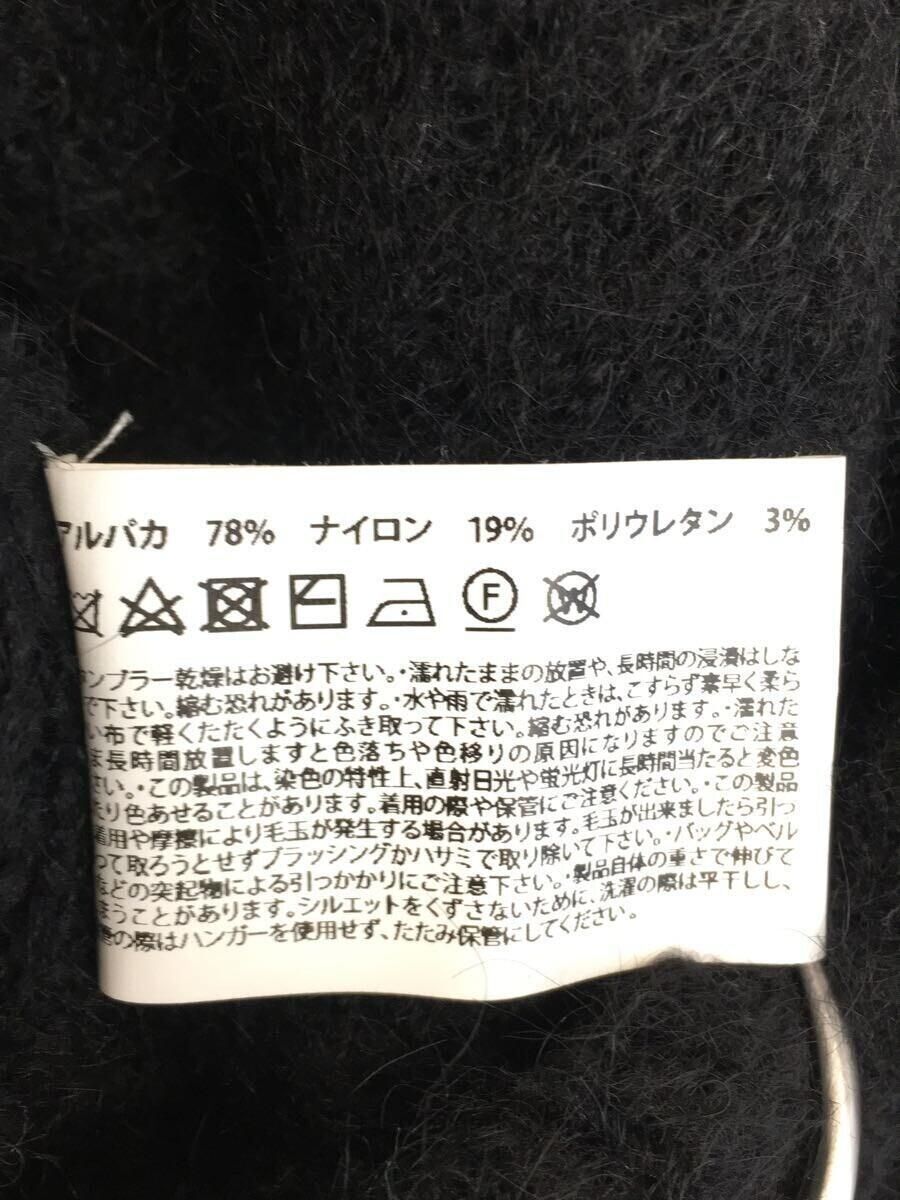 アルパカ 78% ナイロン 19% ポリウレタン 3%
F
W
タンブラー乾燥はお避け下さい。・濡れたままの放置や、長時間の浸漬はしな
で下さい。縮む恐れがあります。・水や雨で濡れたときは、こすらず素早く柔ら
い布で軽くたたくようにふき取って下さい。縮む恐れがあります。・濡れた
ま長時間放置しますと色落ちや色移りの原因になりますのでご注意
さい。・この製品は、染色の特性上、直射日光や蛍光灯に長時間当たると変色
たり色あせることがあります。着用の際や保管にご注意ください。・この製品
着用や摩擦により毛玉が発生する場合があります。毛玉が出来ましたら引っ
って取ろうとせずブラッシングかハサミで取り除いて下さい。・バッグやベル
などの突起物による引っかかりにご注意下さい。・製品自体の重さで伸びて
まうことがあります。シルエットをくずさないために、洗濯の際は平干しし、
管の際はハンガーを使用せず、たたみ保管にしてください。